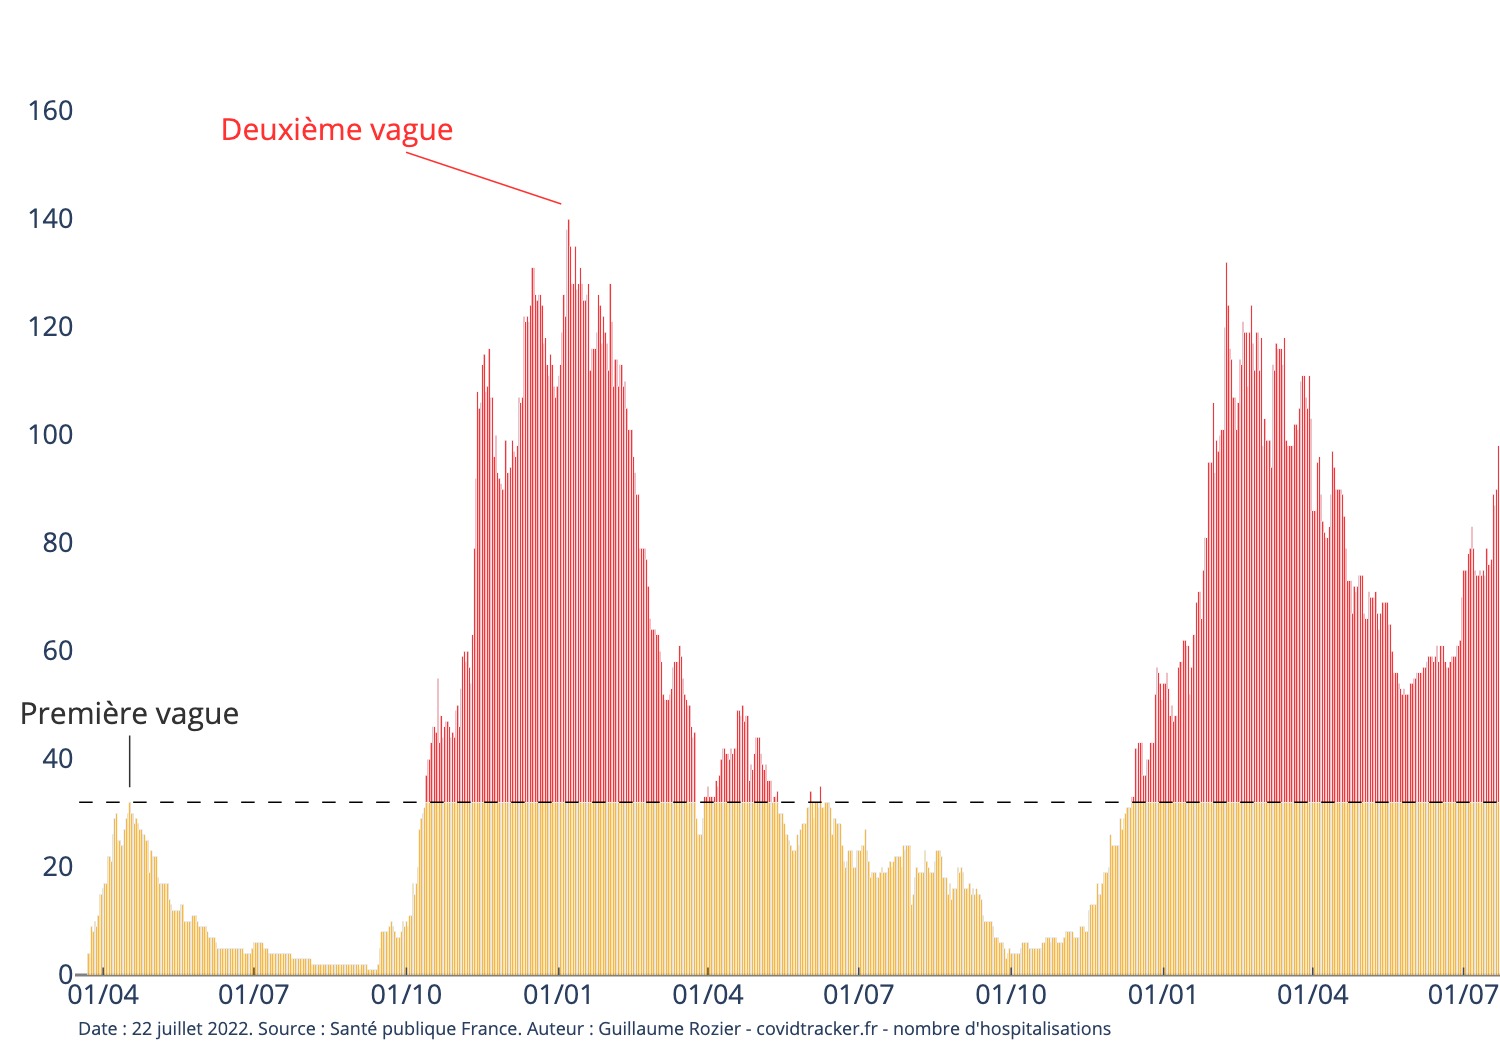 160
Deuxième vague
140
120
100
80
60
Première vague
40
20
0
01/04 01/07 01/10 01/01 01/04 01/07 01/10 01/01 01/04 01/07
Date : 22 juillet 2022. Source : Santé publique France. Auteur : Guillaume Rozier - covidtracker.fr - nombre d'hospitalisations